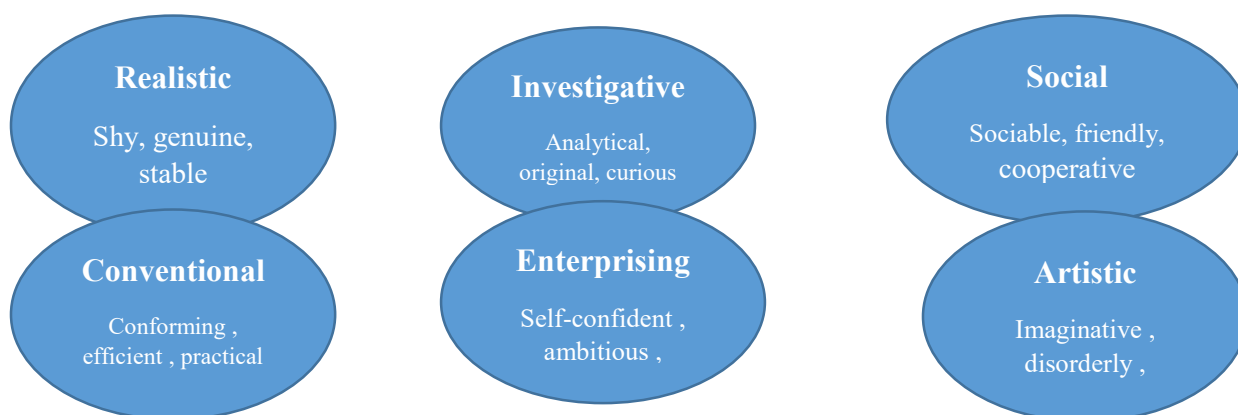 Realistic
Shy, genuine,
stable
Investigative
Analytical,
original, curious
Social
Sociable, friendly,
cooperative
Conventional
Conforming ,
efficient , practical
Enterprising
Self-confident ,
ambitious ,
Artistic
Imaginative ,
disorderly ,